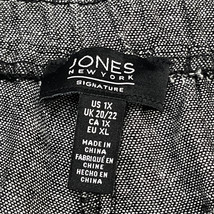 JONES
NEW YORK
SIGNATURE
US 1X
UK 20/22
CA 1X
EU XL
MADE IN
CHINA
FABRIQUÉ EN
CHINE
HECHO EN
CHINA